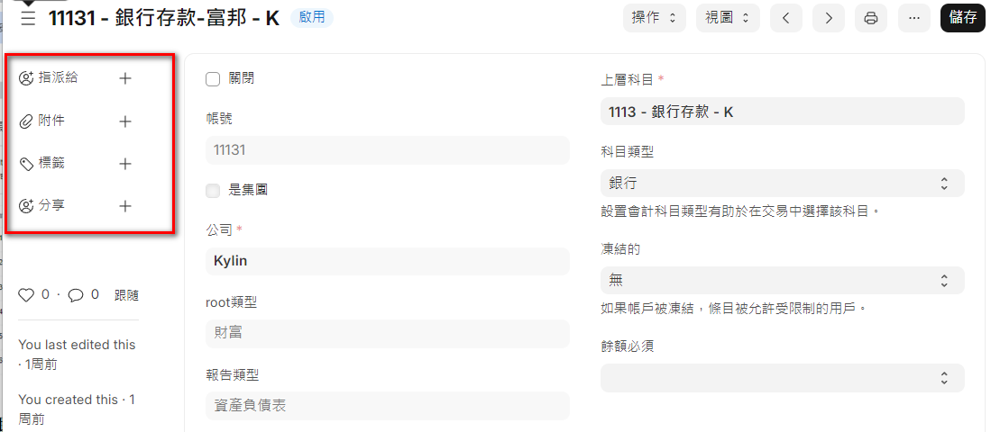 11131 - 銀行存款-富邦 - K 啟用 操作 視圖 ... 儲存
指派給
附件
標籤
分享
0 · 0 跟隨
You last edited this
· 1周前
You created this · 1
周前
關閉
帳號
11131
是集團
公司 *
Kylin
root類型
財富
報告類型
資產負債表
上層科目 *
1113 - 銀行存款 - K
科目類型
銀行
設置會計科目類型有助於在交易中選擇該科目。
凍結的
無
如果帳戶被凍結，條目被允許受限制的用戶。
餘額必須